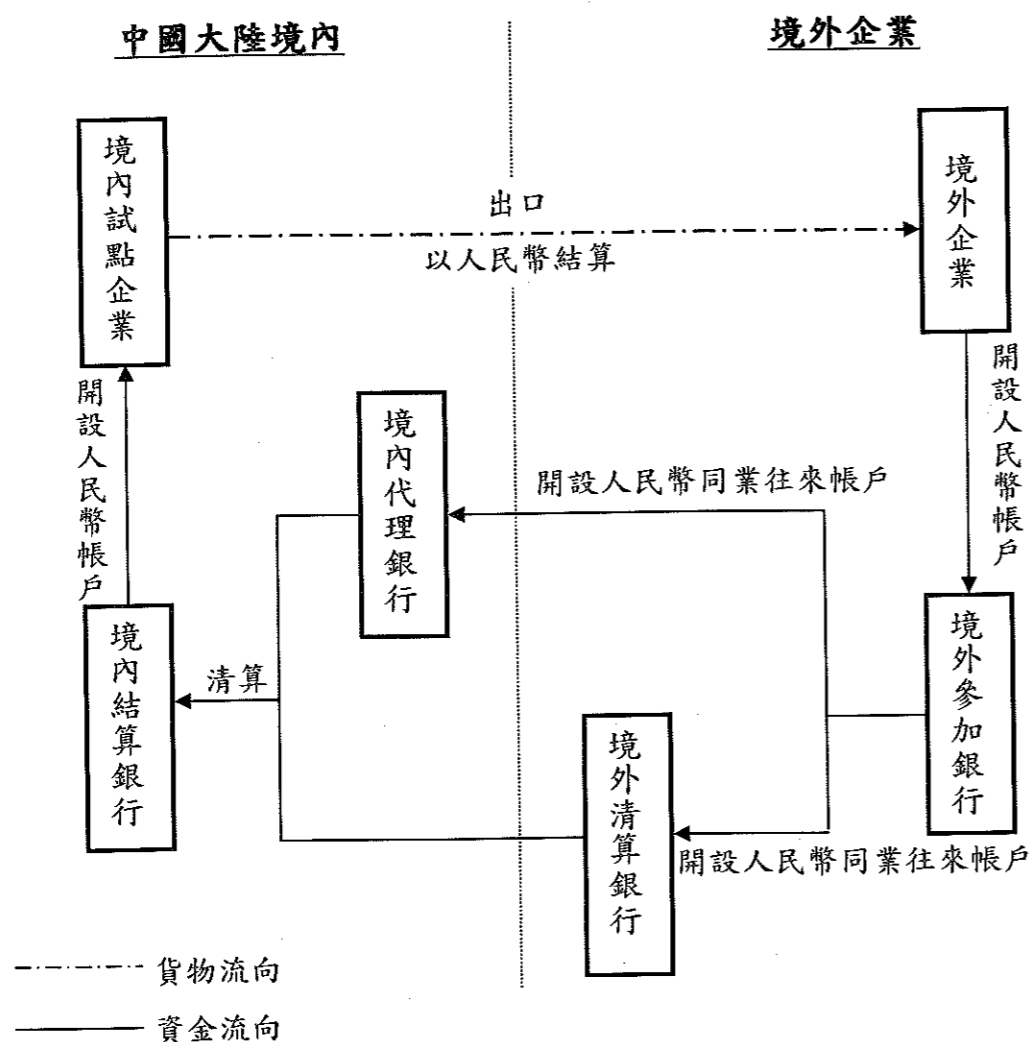 中國大陸境內
境外企業
境內試點企業
出口
以人民幣結算
境外企業
開設人民幣帳戶
開設人民幣帳戶
境內代理銀行
開設人民幣同業往來帳戶
境內結算銀行
清算
境外清算銀行
境外參加銀行
開設人民幣同業往來帳戶
貨物流向
資金流向